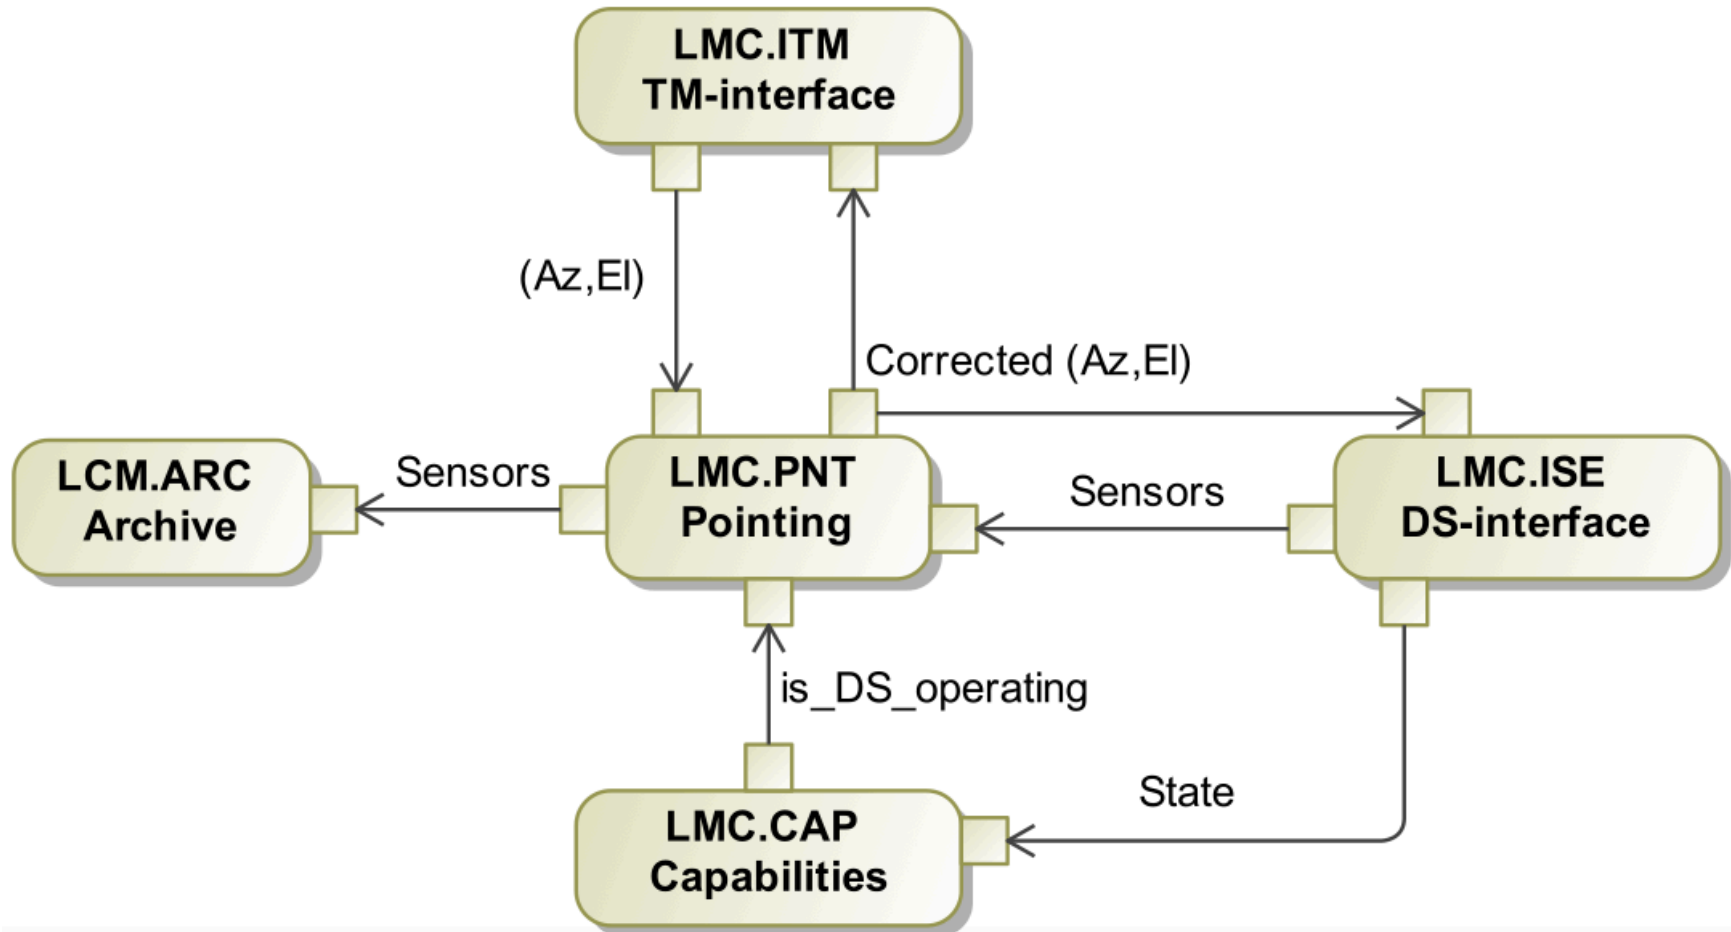 LMC.ITM
TM-interface
(Az,El)
Corrected (Az,El)
LCM.ARC
Archive
Sensors
LMC.PNT
Pointing
Sensors
LMC.ISE
DS-interface
is_DS_operating
State
LMC.CAP
Capabilities